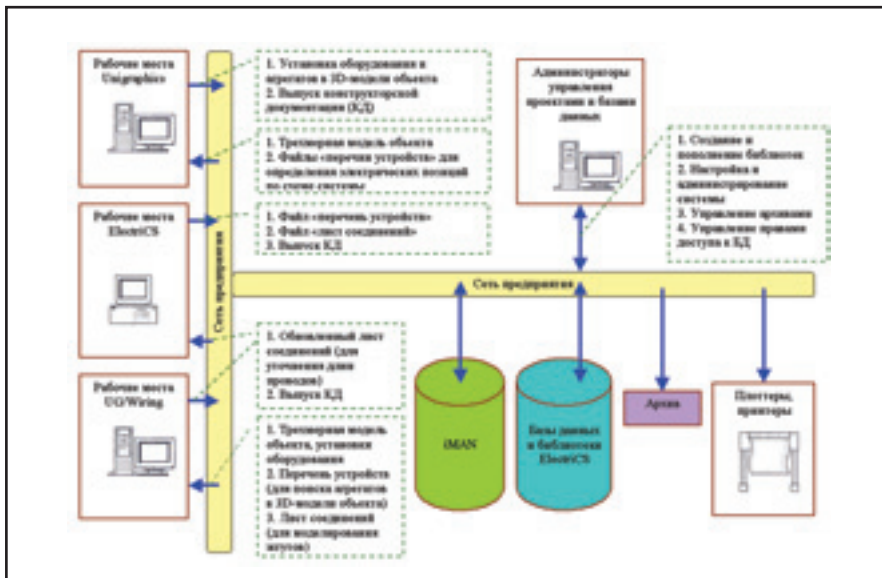 Рабочие места
Unigraphics
1. Установка оборудования и
агрегатов в 3D-модели объекта
2. Выпуск конструкторской
документации (КД)
1. Трехмерная модель объекта
2. Файлы «перечни устройств» для
определения электрических позиций
по схеме системы
Рабочие места
ElectriCS
1. Файл «перечень устройств»
2. Файл «лист соединений»
3. Выпуск КД
Сеть предприятия
1. Обновленный лист
соединений (для
уточнения длин
проводов)
2. Выпуск КД
Рабочие места
UG/Wiring
1. Трехмерная модель
объекта, установки
оборудования
2. Перечень устройств
(для поиска агрегатов
в 3D-модели объекта)
3. Лист соединений
(для моделирования
жгутов)
Администраторы
управления
проектами и базами
данных
1. Создание и
пополнение библиотек
2. Настройка и
администрирование
системы
3. Управление архивами
4. Управление правами
доступа к БД
Сеть предприятия
iMAN
Базы данных
и библиотеки
ElectriCS
Архив
Плоттеры,
принтеры